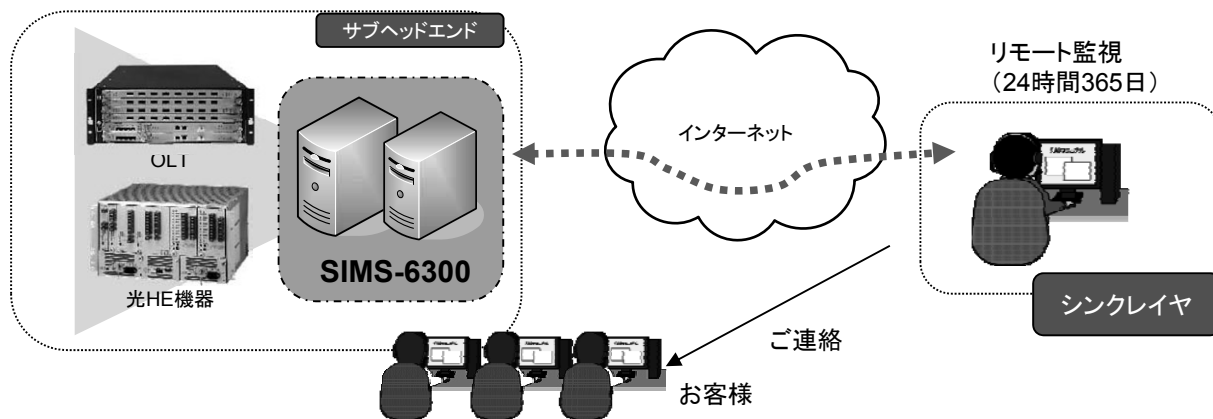 サブヘッドエンド
OLT
SIMS-6300
光HE機器
インターネット
リモート監視
（24時間365日）
シンクレイヤ
ご連絡
お客様